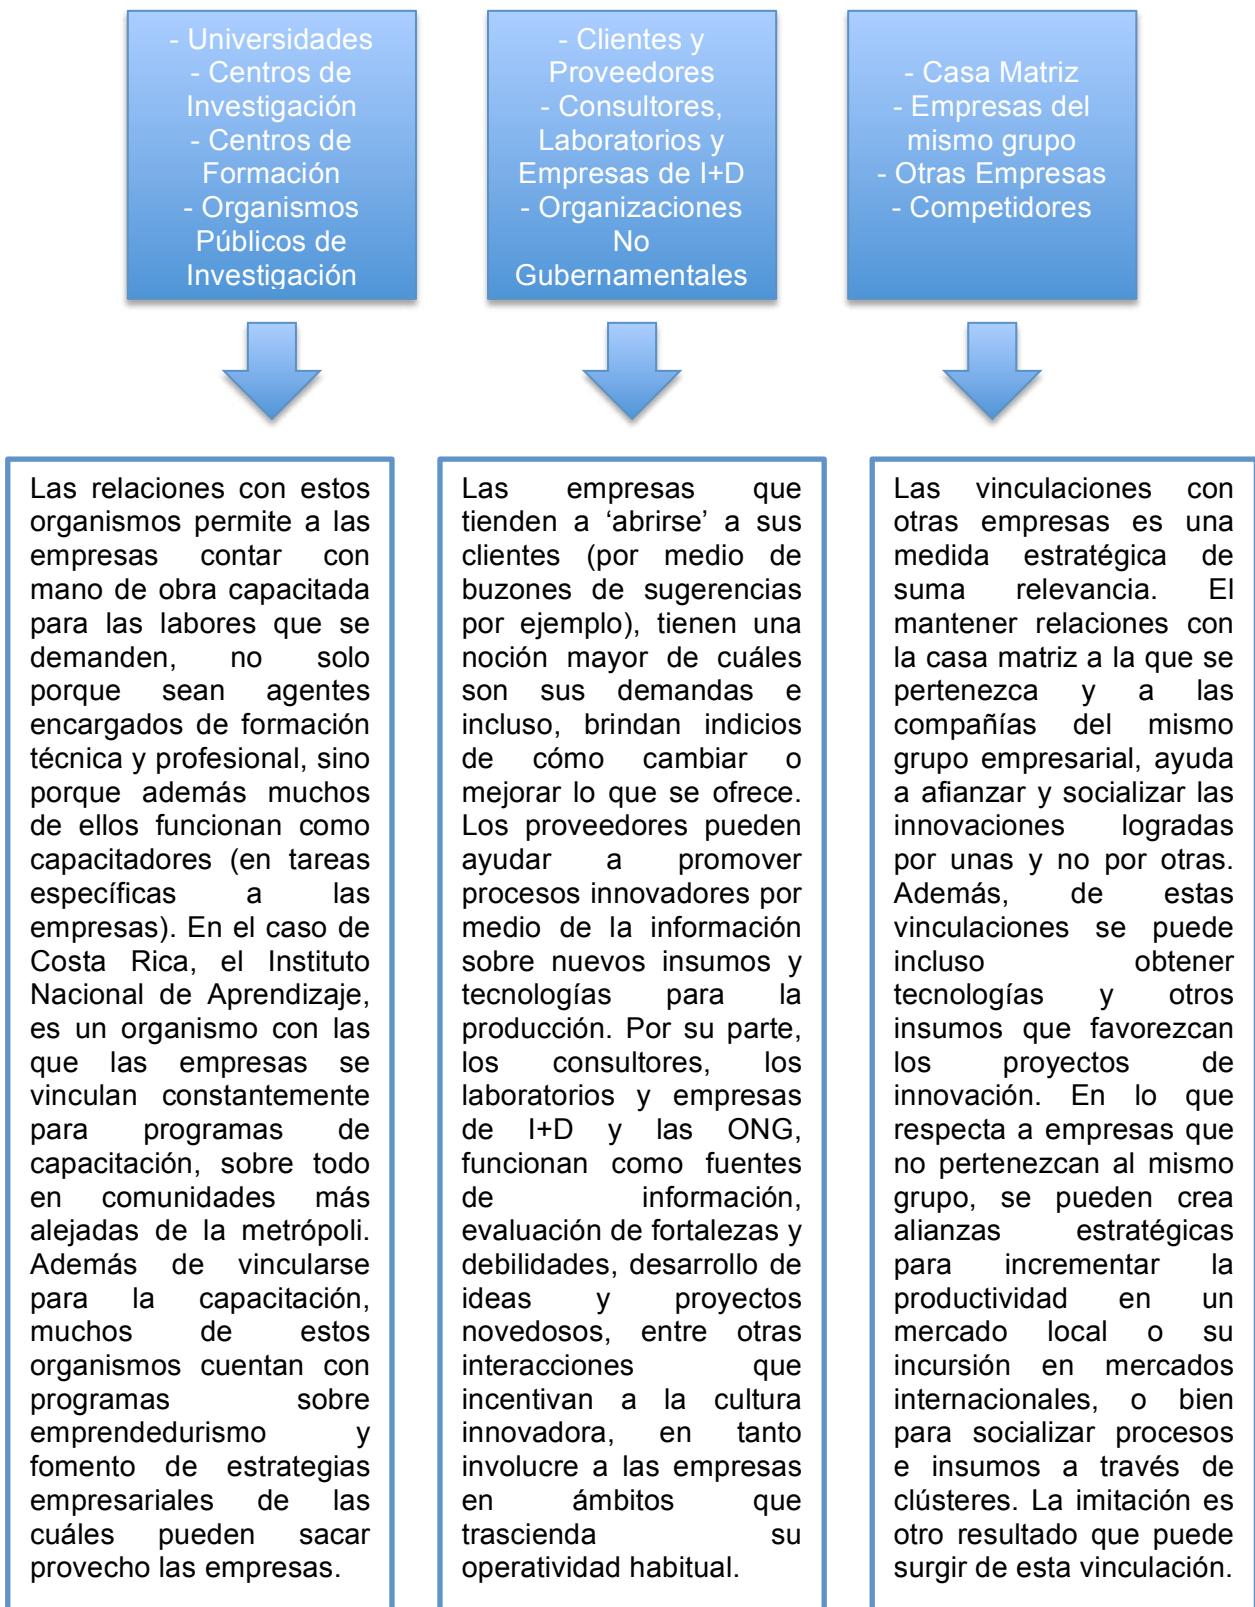 - Universidades
- Centros de
Investigación
- Centros de
Formación
- Organismos
Públicos de
Investigación
- Clientes y
Proveedores
- Consultores,
Laboratorios y
Empresas de I+D
- Organizaciones
No
Gubernamentales
- Casa Matriz
- Empresas del
mismo grupo
- Otras Empresas
- Competidores
Las relaciones con estos
organismos permite a las
empresas contar con
mano de obra capacitada
para las labores que se
demanden, no solo
porque sean agentes
encargados de formación
técnica y profesional, sino
porque además muchos
de ellos funcionan como
capacitadores (en tareas
específicas a las
empresas). En el caso de
Costa Rica, el Instituto
Nacional de Aprendizaje,
es un organismo con las
que las empresas se
vinculan constantemente
para programas de
capacitación, sobre todo
en comunidades más
alejadas de la metrópoli.
Además de vincularse
para la capacitación,
muchos de estos
organismos cuentan con
programas sobre
emprendedurismo y
fomento de estrategias
empresariales de las
cuáles pueden sacar
provecho las empresas.
Las empresas que
tienden a ‘abrirse’ a sus
clientes (por medio de
buzones de sugerencias
por ejemplo), tienen una
noción mayor de cuáles
son sus demandas e
incluso, brindan indicios
de cómo cambiar o
mejorar lo que se ofrece.
Los proveedores pueden
ayudar a promover
procesos innovadores por
medio de la información
sobre nuevos insumos y
tecnologías para la
producción. Por su parte,
los consultores, los
laboratorios y empresas
de I+D y las ONG,
funcionan como fuentes
de información,
evaluación de fortalezas y
debilidades, desarrollo de
ideas y proyectos
novedosos, entre otras
interacciones que
incentivan a la cultura
innovadora, en tanto
involucre a las empresas
en ámbitos que
trascienda su
operatividad habitual.
Las vinculaciones con
otras empresas es una
medida estratégica de
suma relevancia. El
mantener relaciones con
la casa matriz a la que se
pertenezca y a las
compañías del mismo
grupo empresarial, ayuda
a afianzar y socializar las
innovaciones logradas
por unas y no por otras.
Además, de estas
vinculaciones se puede
incluso obtener
tecnologías y otros
insumos que favorezcan
los proyectos de
innovación. En lo que
respecta a empresas que
no pertenezcan al mismo
grupo, se pueden crea
alianzas estratégicas
para incrementar la
productividad en un
mercado local o su
incursión en mercados
internacionales, o bien
para socializar procesos
e insumos a través de
clústeres. La imitación es
otro resultado que puede
surgir de esta vinculación.